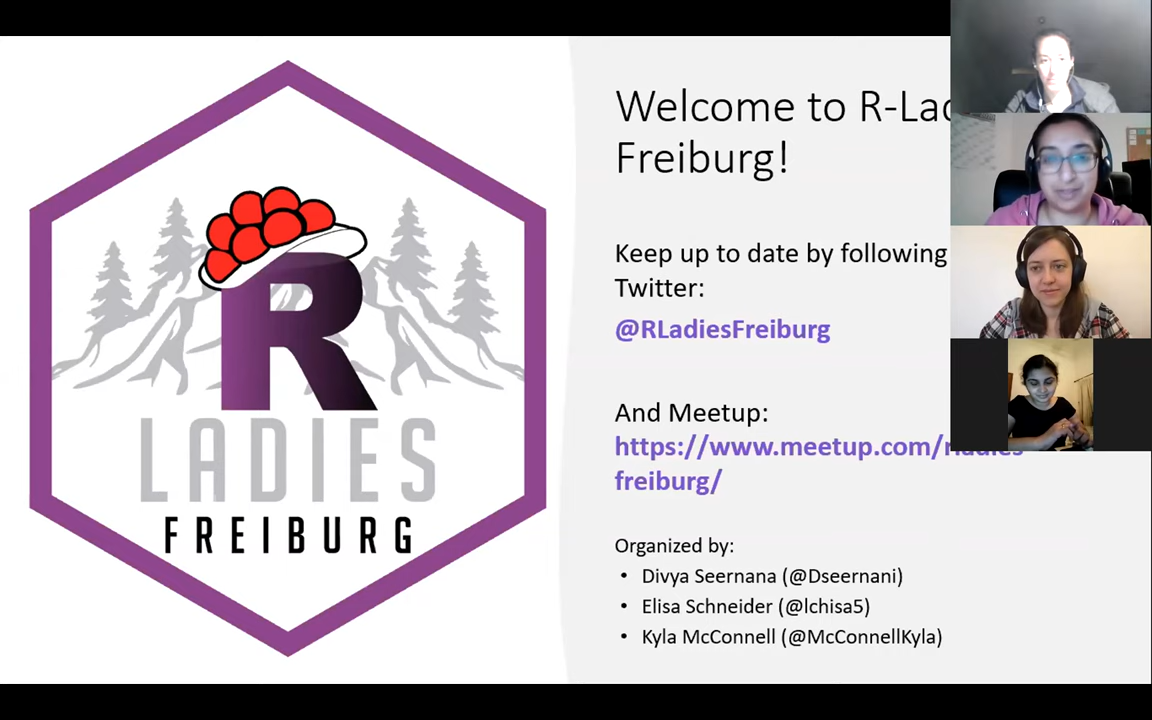 R
LADIES
FREIBURG
Welcome to R-Lad
Freiburg!
Keep up to date by following
Twitter:
@RLadiesFreiburg
And Meetup:
https://www.meetup.com/rladies-
freiburg/
Organized by:
• Divya Seernana (@Dseernani)
• Elisa Schneider (@lchisa5)
• Kyla McConnell (@McConnellKyla)